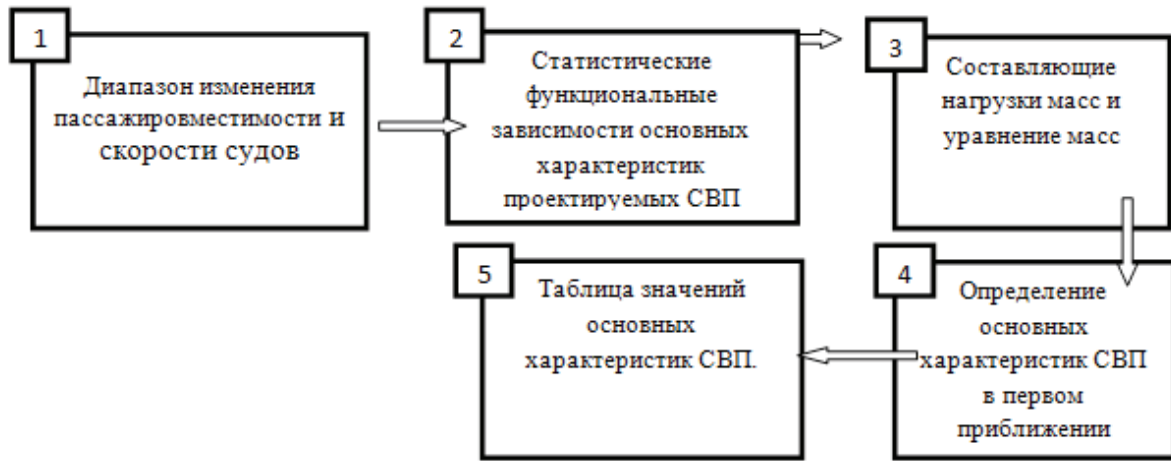 1
Диапазон изменения
пассажировместимости и
скорости судов
2
Статистические
функциональные
зависимости основных
характеристик
проектируемых СВП
3
Составляющие
нагрузки масс и
уравнение масс
4
Определение
основных
характеристик СВП
в первом
приближении
5
Таблица значений
основных
характеристик СВП.